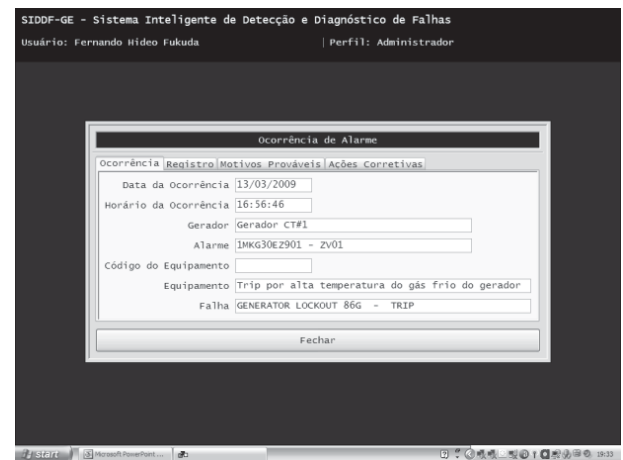 SIDDF-GE - Sistema Inteligente de Detecção e Diagnóstico de Falhas
Usuário: Fernando Hideo Fukuda | Perfil: Administrador
Ocorrência de Alarme
Ocorrência Registro Motivos Prováveis Ações Corretivas
Data da Ocorrência 13/03/2009
Horário da Ocorrência 16:56:46
Gerador Gerador CT#1
Alarme 1MKG30EZ901 - ZV01
Código do Equipamento
Equipamento Trip por alta temperatura do gás frio do gerador
Falha GENERATOR LOCKOUT 86G - TRIP
Fechar
start Microsoft PowerPoint ... 19:33